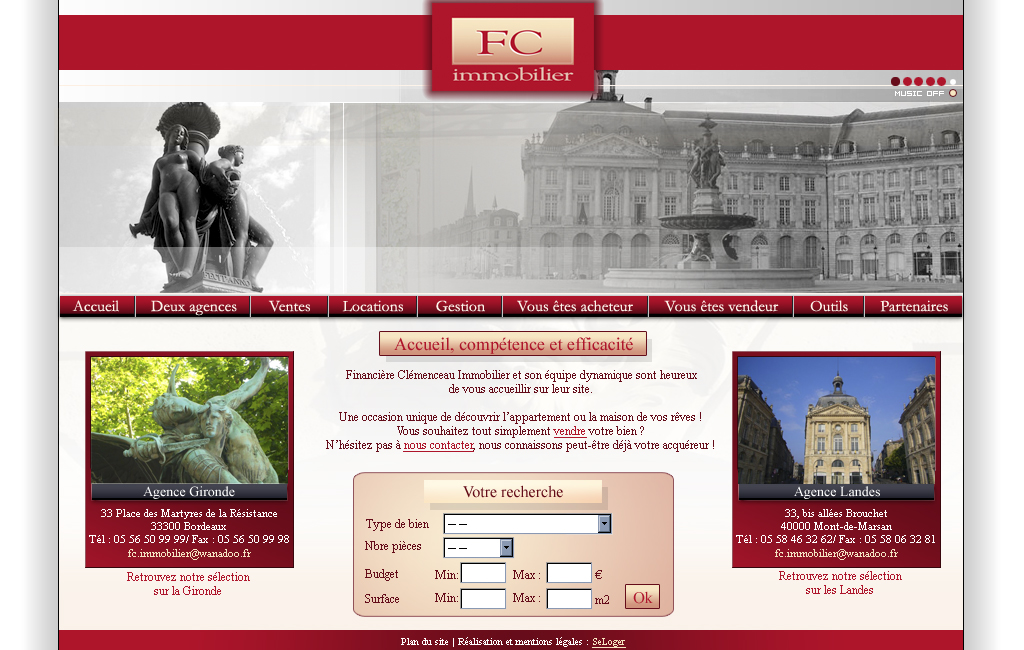 FC
immobilier
MUSIC OFF
Accueil
Deux agences
Ventes
Locations
Gestion
Vous êtes acheteur
Vous êtes vendeur
Outils
Partenaires
Accueil, compétence et efficacité
Financière Clémenceau Immobilier et son équipe dynamique sont heureux
de vous accueillir sur leur site.
Une occasion unique de découvrir l'appartement ou la maison de vos rêves !
Vous souhaitez tout simplement vendre votre bien ?
N'hésitez pas à nous contacter, nous connaissons peut-être déjà votre acquéreur !
Agence Gironde
33 Place des Martyres de la Résistance
33300 Bordeaux
Tél : 05 56 50 99 99/ Fax : 05 56 50 99 98
fc.immobilier@wanadoo.fr
Retrouvez notre sélection
sur la Gironde
Votre recherche
Type de bien -- --
Nbre pièces -- --
Budget Min: Max : €
Surface Min: Max : m2
Ok
Agence Landes
33, bis allées Brouchet
40000 Mont-de-Marsan
Tél : 05 58 46 32 62/ Fax : 05 58 06 32 81
fc.immobilier@wanadoo.fr
Retrouvez notre sélection
sur les Landes
Plan du site | Réalisation et mentions légales : SeLoger